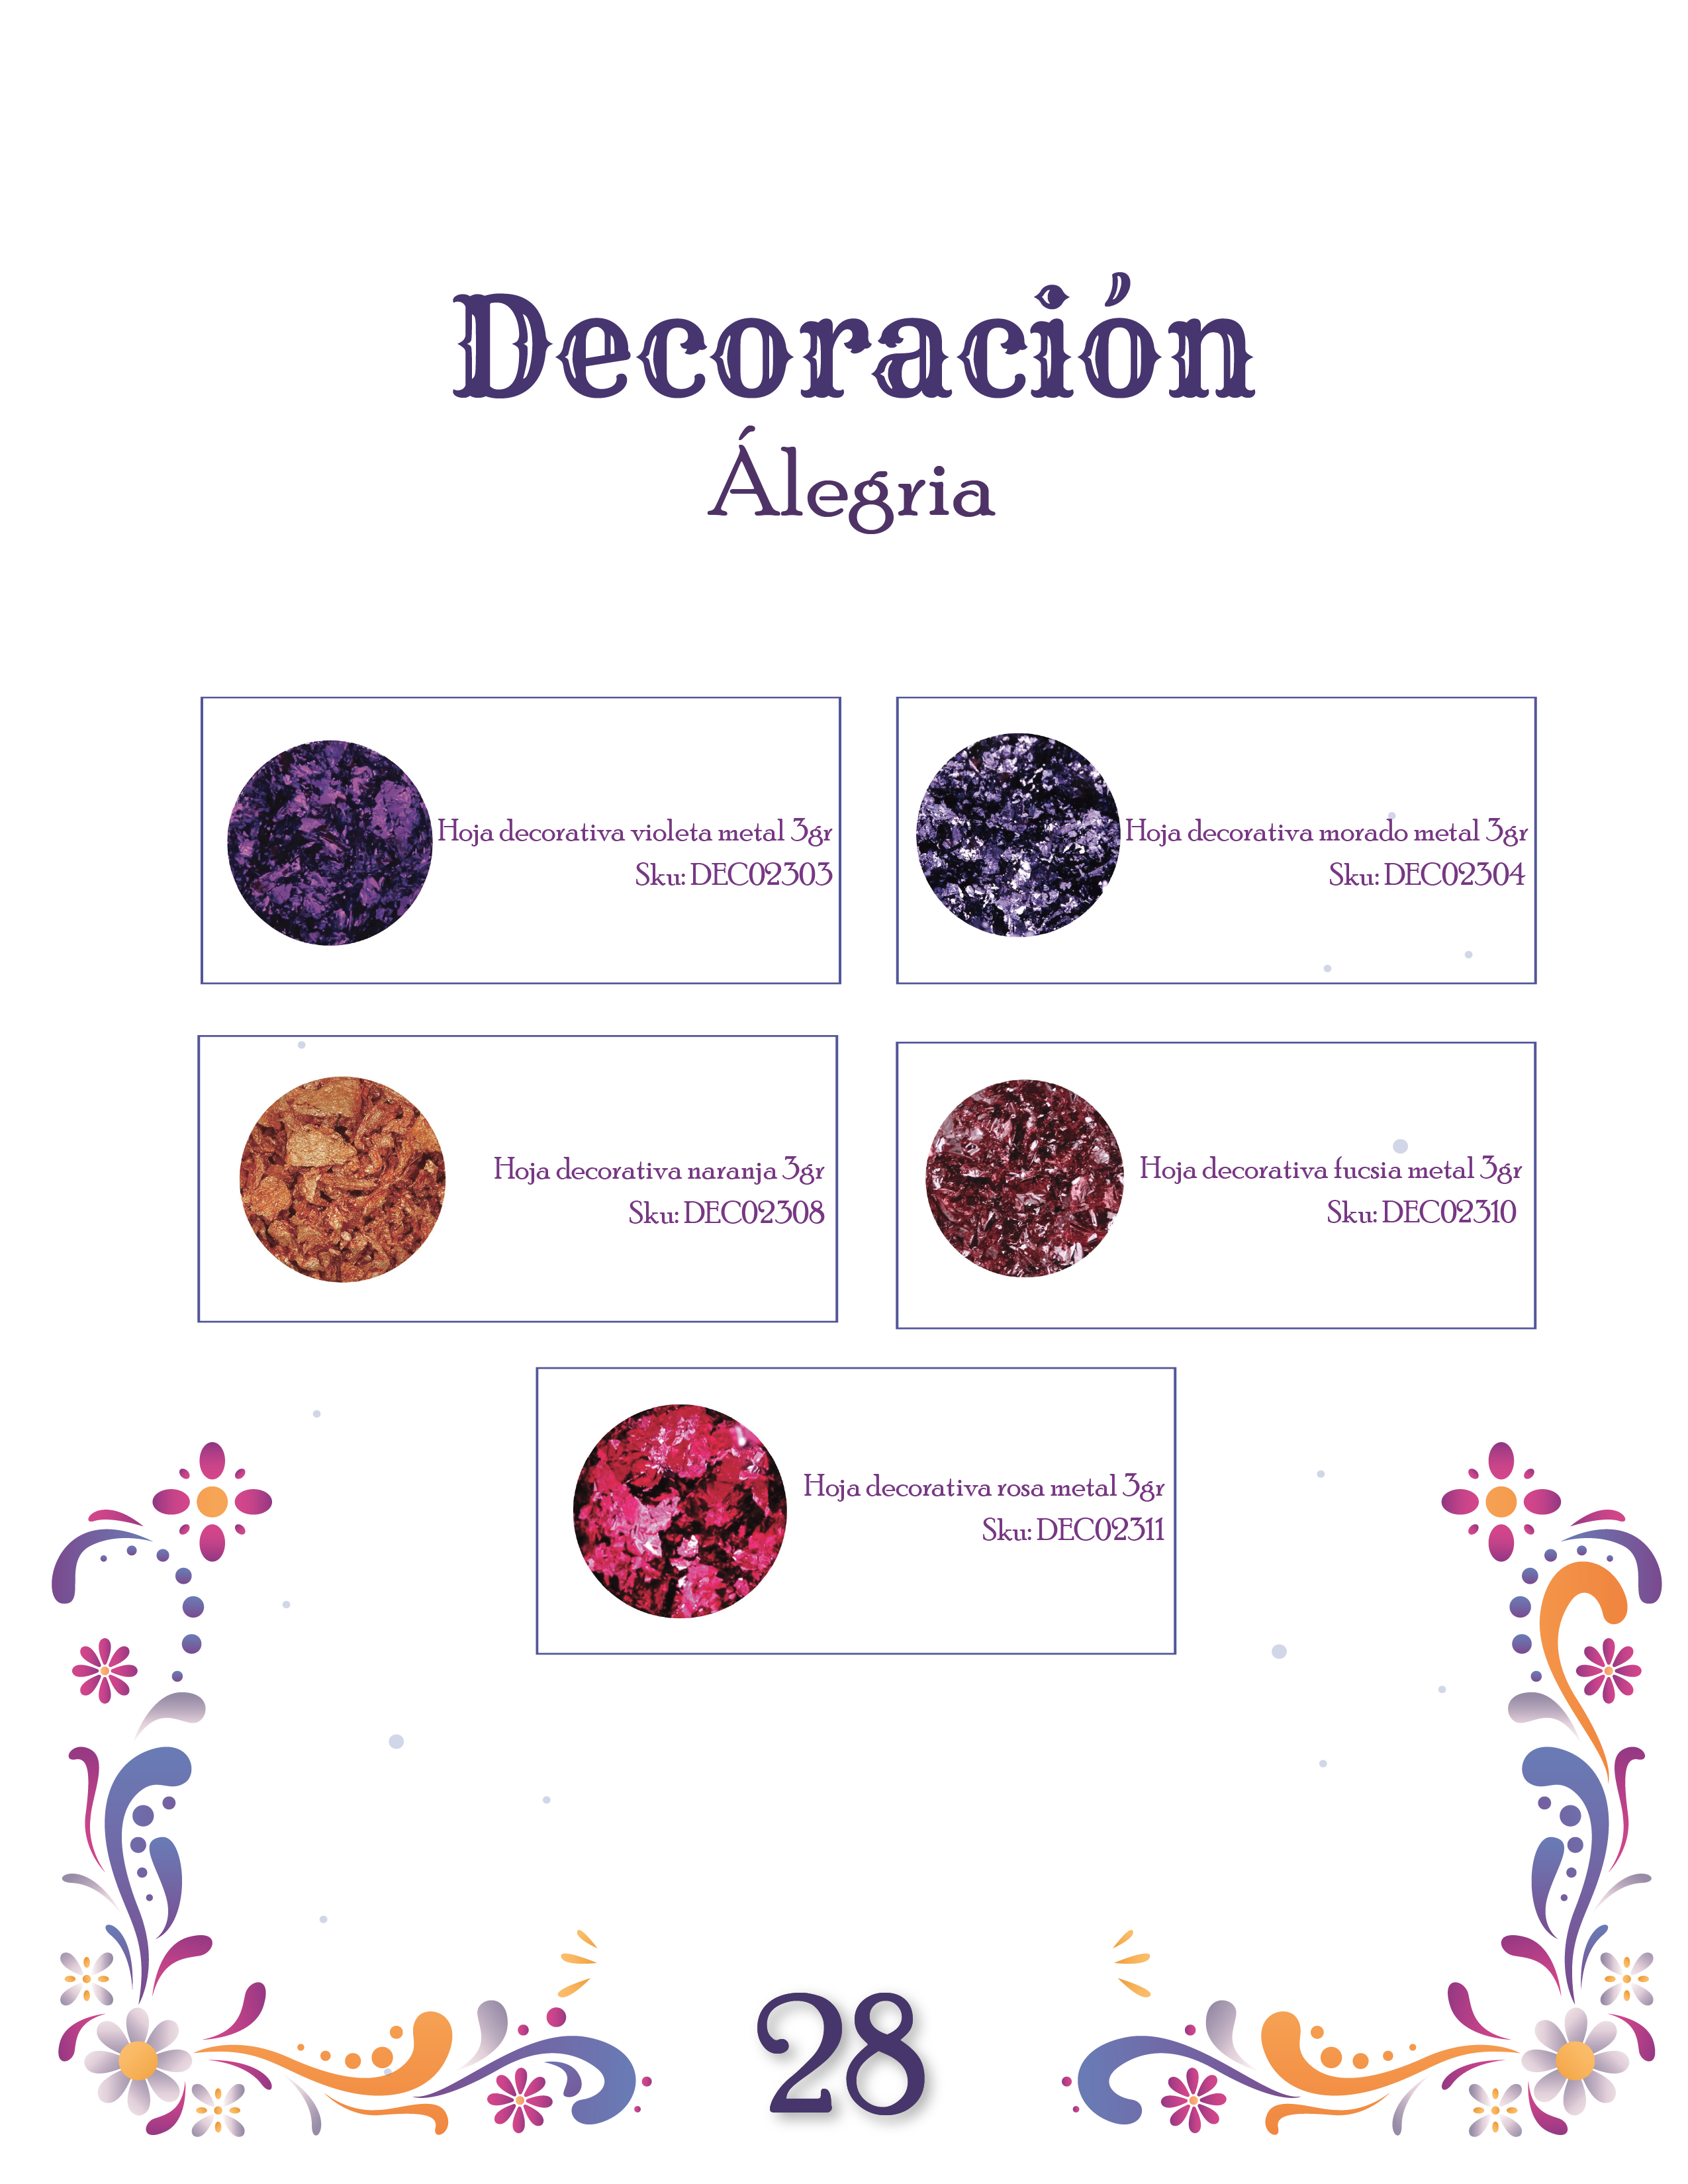 Decoración
Álegria
Hoja decorativa violeta metal 3gr
Sku: DEC02303
Hoja decorativa morado metal 3gr
Sku: DEC02304
Hoja decorativa naranja 3gr
Sku: DEC02308
Hoja decorativa fucsia metal 3gr
Sku: DEC02310
Hoja decorativa rosa metal 3gr
Sku: DEC02311
28